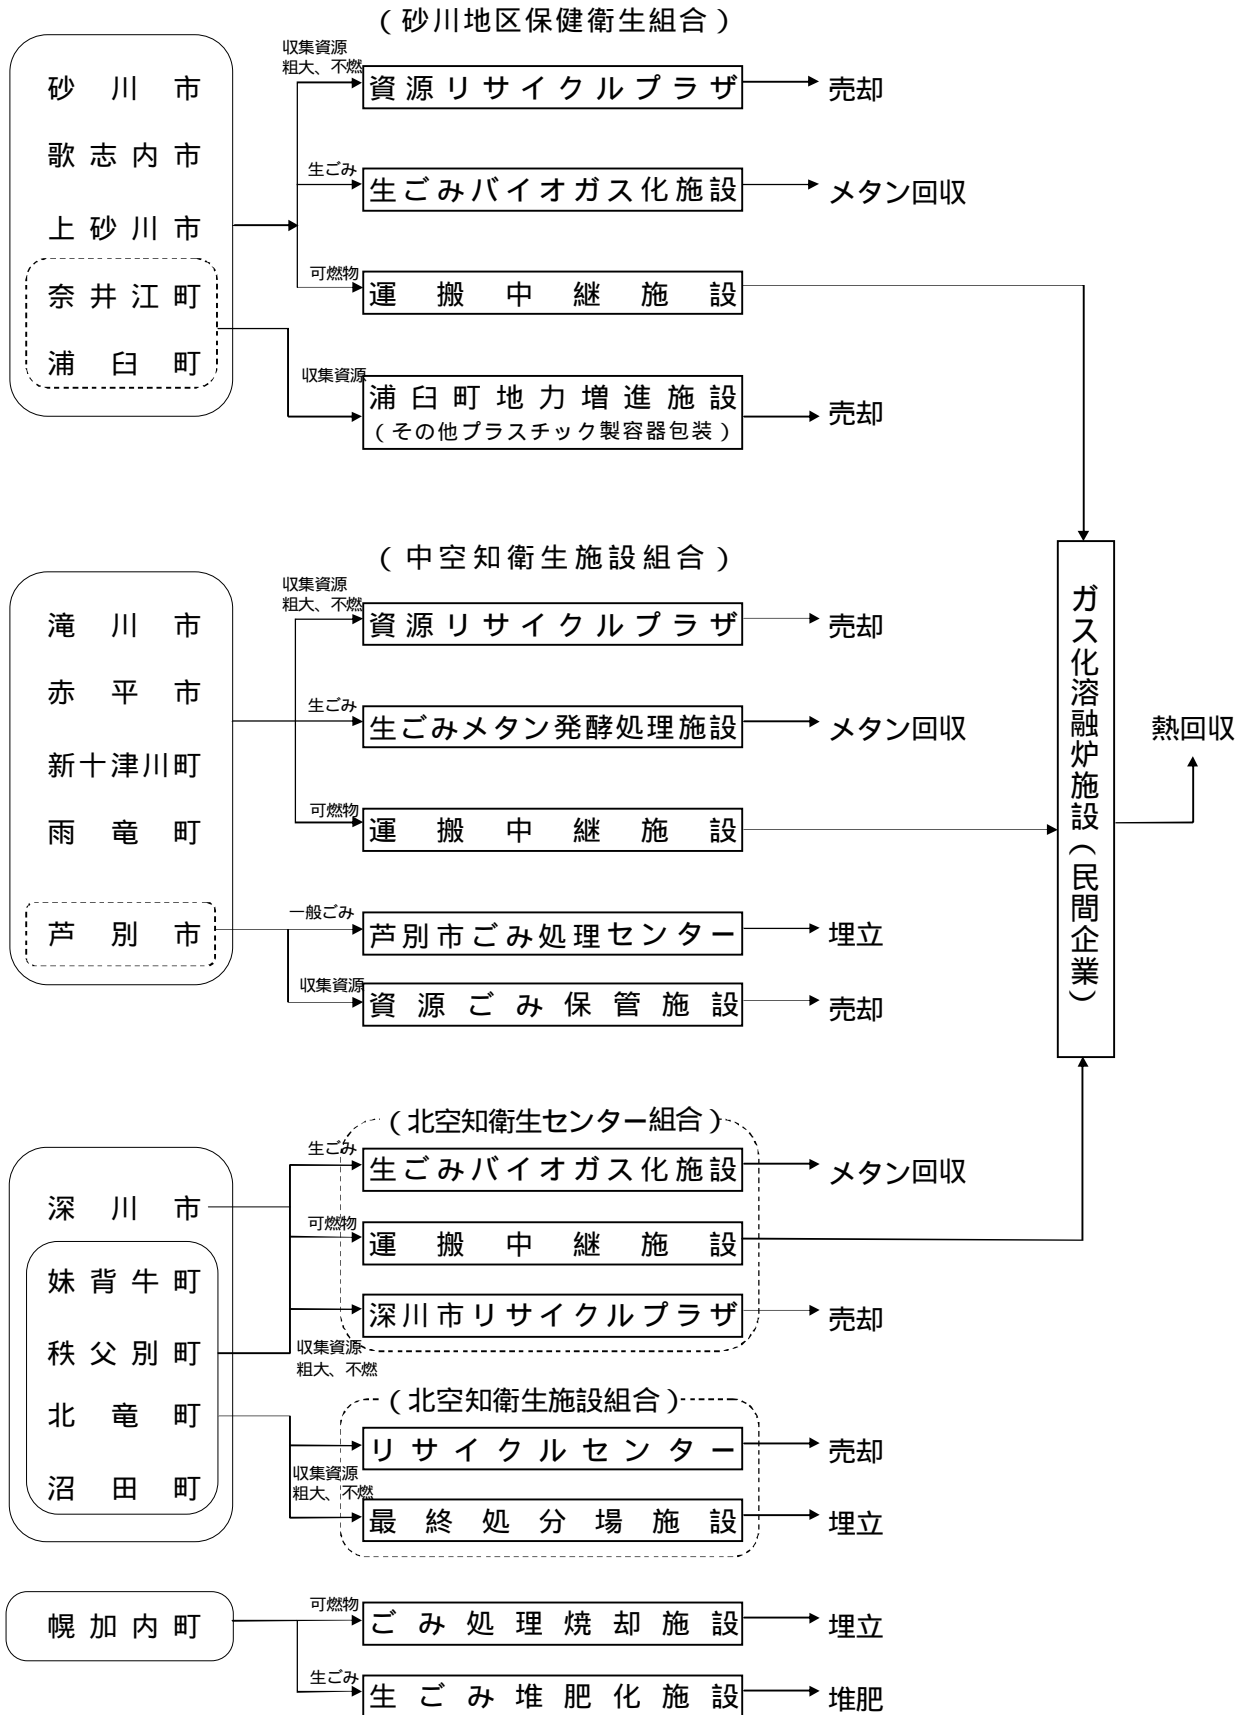 （砂川地区保健衛生組合）
砂川市
歌志内市
上砂川市
奈井江町
浦臼町
収集資源
粗大、不燃
資源リサイクルプラザ
売却
生ごみ
生ごみバイオガス化施設
メタン回収
可燃物
運搬中継施設
収集資源
浦臼町地力増進施設
（その他プラスチック製容器包装）
売却
（中空知衛生施設組合）
滝川市
赤平市
新十津川町
雨竜町
芦別市
収集資源
粗大、不燃
資源リサイクルプラザ
売却
生ごみ
生ごみメタン発酵処理施設
メタン回収
可燃物
運搬中継施設
一般ごみ
芦別市ごみ処理センター
埋立
収集資源
資源ごみ保管施設
売却
ガス化溶融炉施設（民間企業）
熱回収
（北空知衛生センター組合）
深川市
妹背牛町
秩父別町
北竜町
沼田町
生ごみ
生ごみバイオガス化施設
メタン回収
可燃物
運搬中継施設
深川市リサイクルプラザ
売却
収集資源
粗大、不燃
（北空知衛生施設組合）
リサイクルセンター
売却
収集資源
粗大、不燃
最終処分場施設
埋立
幌加内町
可燃物
ごみ処理焼却施設
埋立
生ごみ
生ごみ堆肥化施設
堆肥